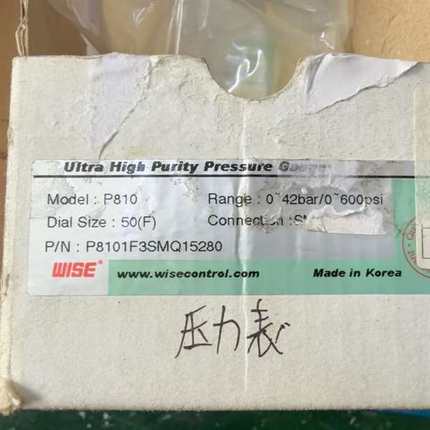 Ultra High Purity Pressure
Model : P810
Range : 0~42bar/0~600psi
Dial Size : 50(F)
P/N : P8101F3SMQ15280
WISE
www.wisecontrol.com
Made in Korea
压力表